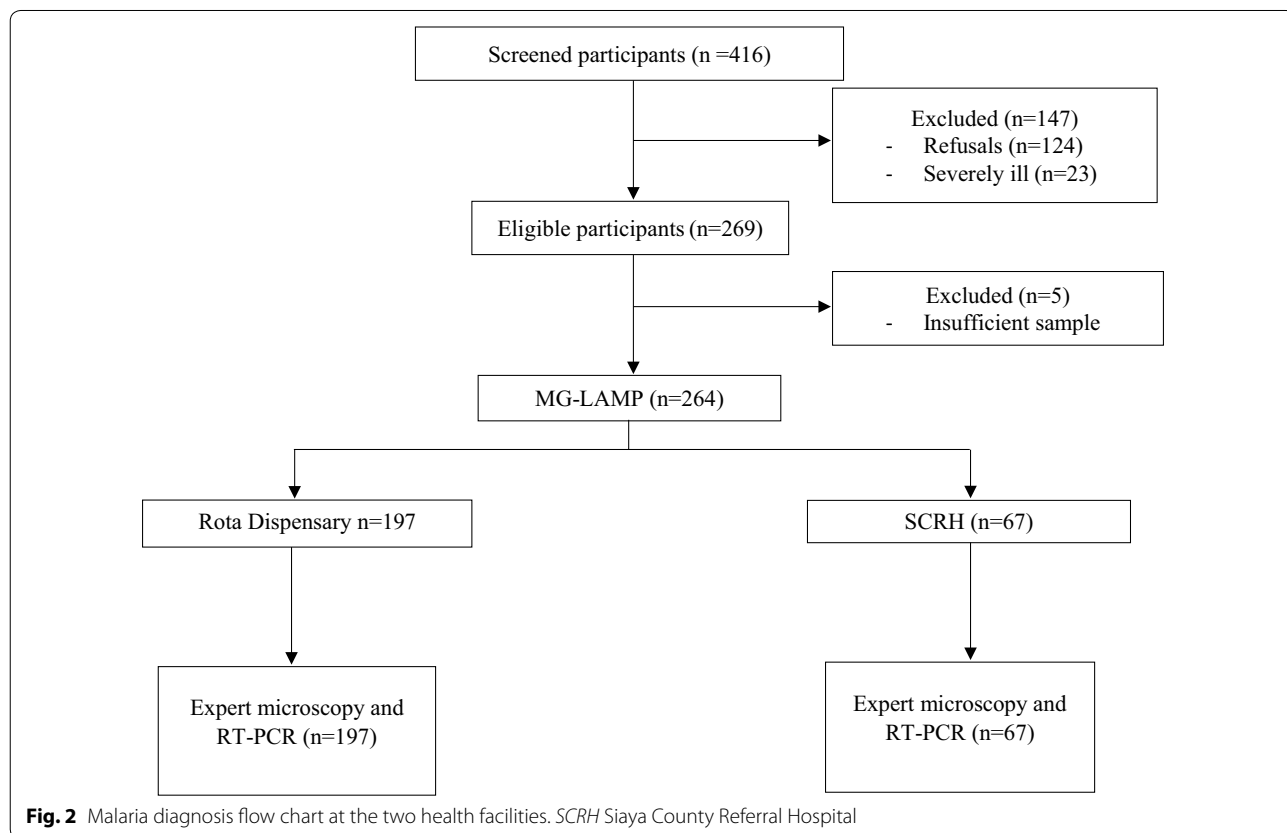 Screened participants (n =416)
Excluded (n=147)
- Refusals (n=124)
- Severely ill (n=23)
Eligible participants (n=269)
Excluded (n=5)
- Insufficient sample
MG-LAMP (n=264)
Rota Dispensary n=197
SCRH (n=67)
Expert microscopy and
RT-PCR (n=197)
Expert microscopy and
RT-PCR (n=67)
Fig. 2 Malaria diagnosis flow chart at the two health facilities. SCRH Siaya County Referral Hospital